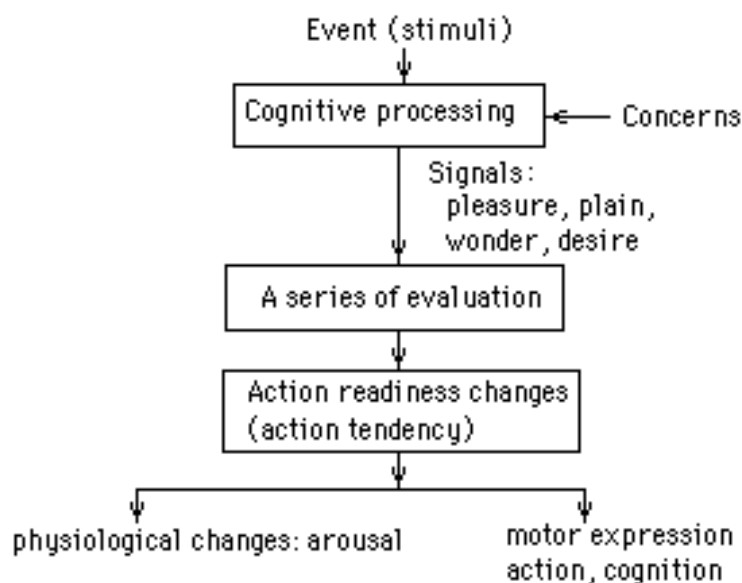 Event (stimuli)
Cognitive processing
Concerns
Signals:
pleasure, plain,
wonder, desire
A series of evaluation
Action readiness changes
(action tendency)
physiological changes: arousal
motor expression
action, cognition